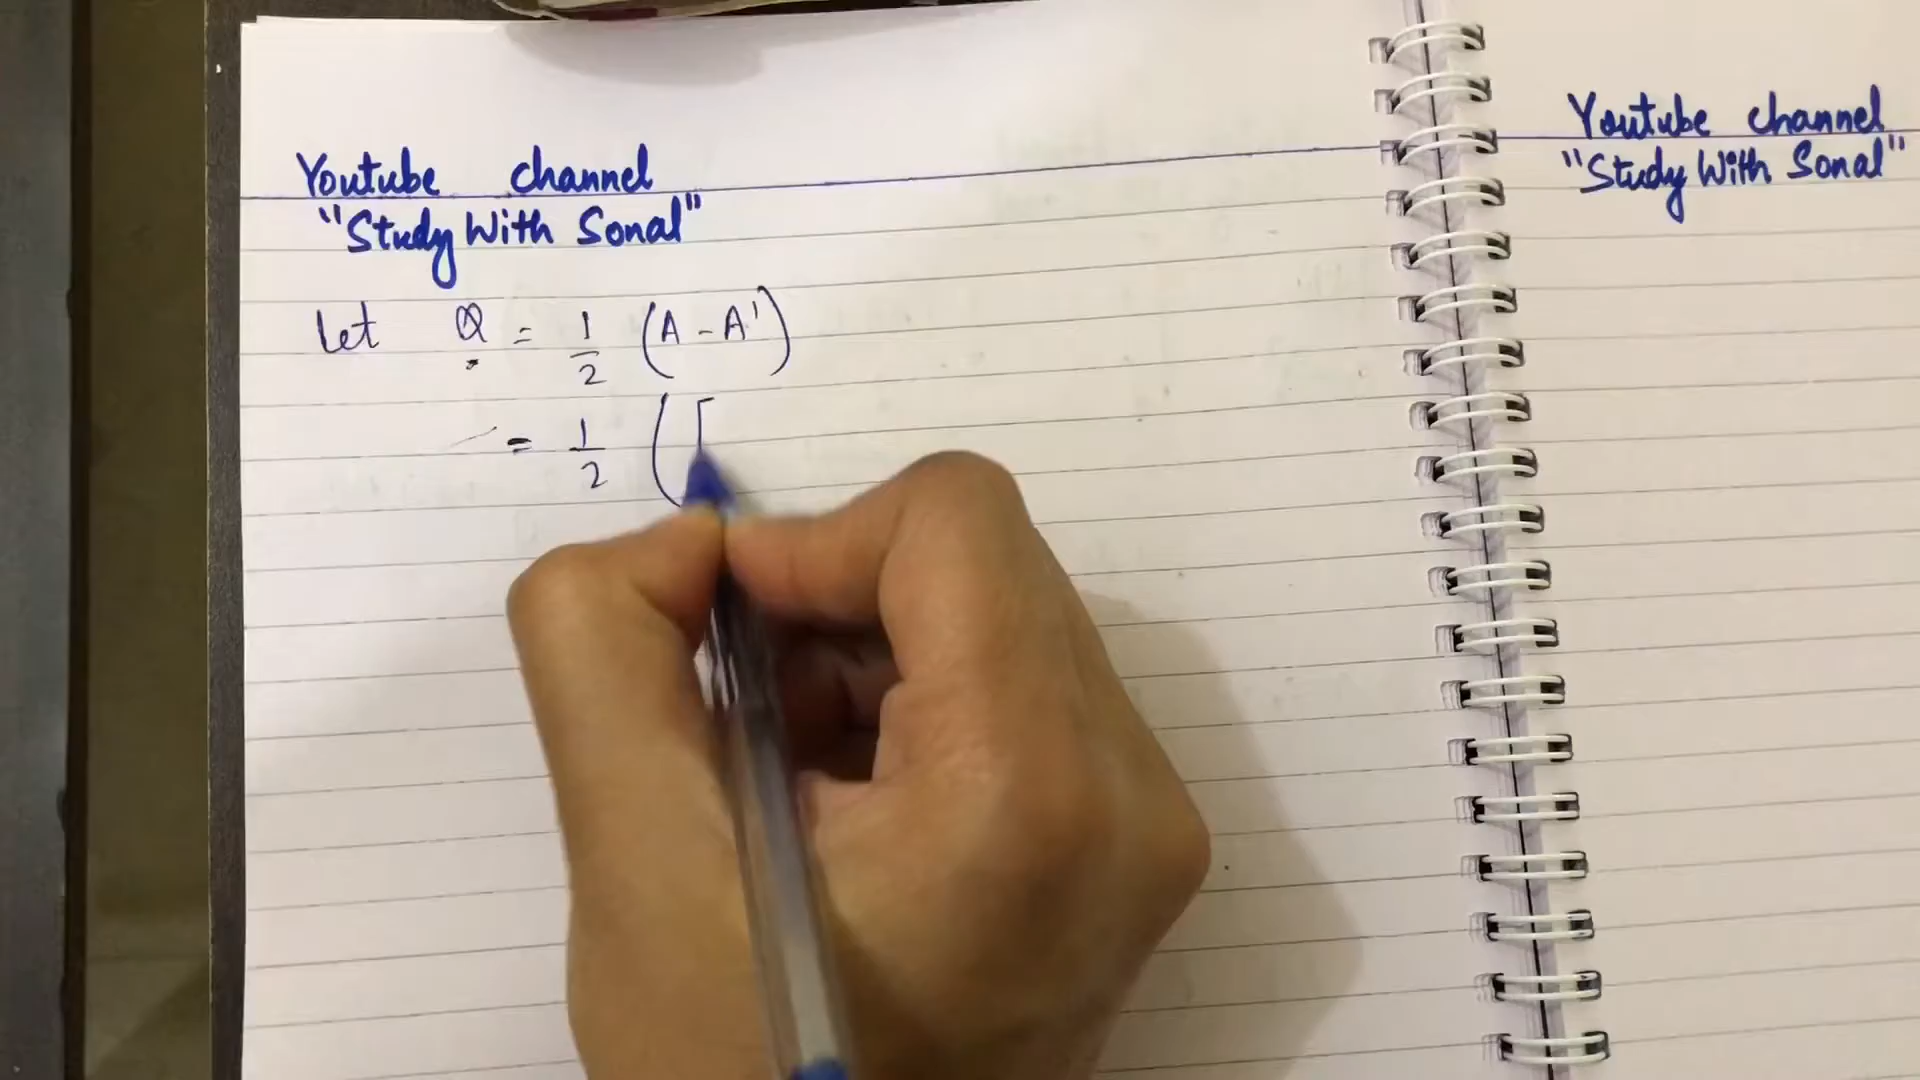 Youtube channel
"Study With Sonal"
Let Q = 1/2 (A - A')
= 1/2 ( [
Youtube channel
"Study With Sonal"